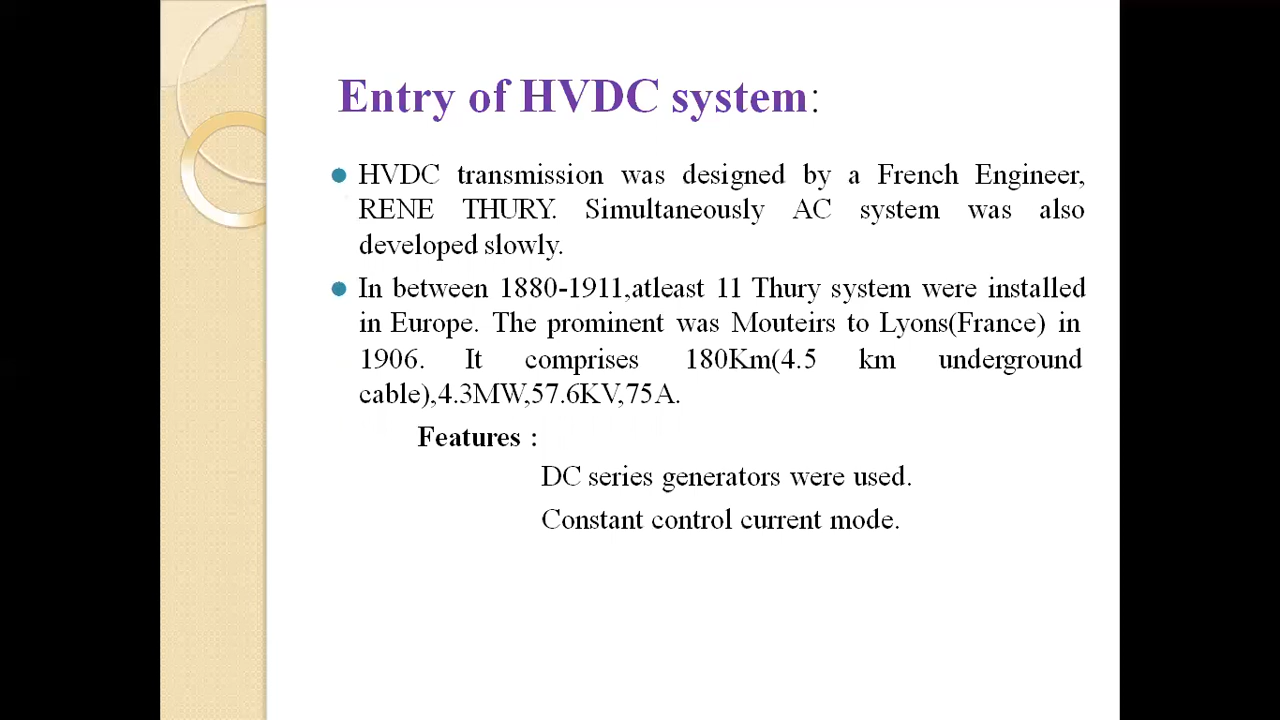 Entry of HVDC system:
HVDC transmission was designed by a French Engineer,
RENE THURY. Simultaneously AC system was also
developed slowly.
In between 1880-1911,atleast 11 Thury system were installed
in Europe. The prominent was Mouteirs to Lyons(France) in
1906. It comprises 180Km(4.5 km underground
cable),4.3MW,57.6KV,75A.
Features :
DC series generators were used.
Constant control current mode.